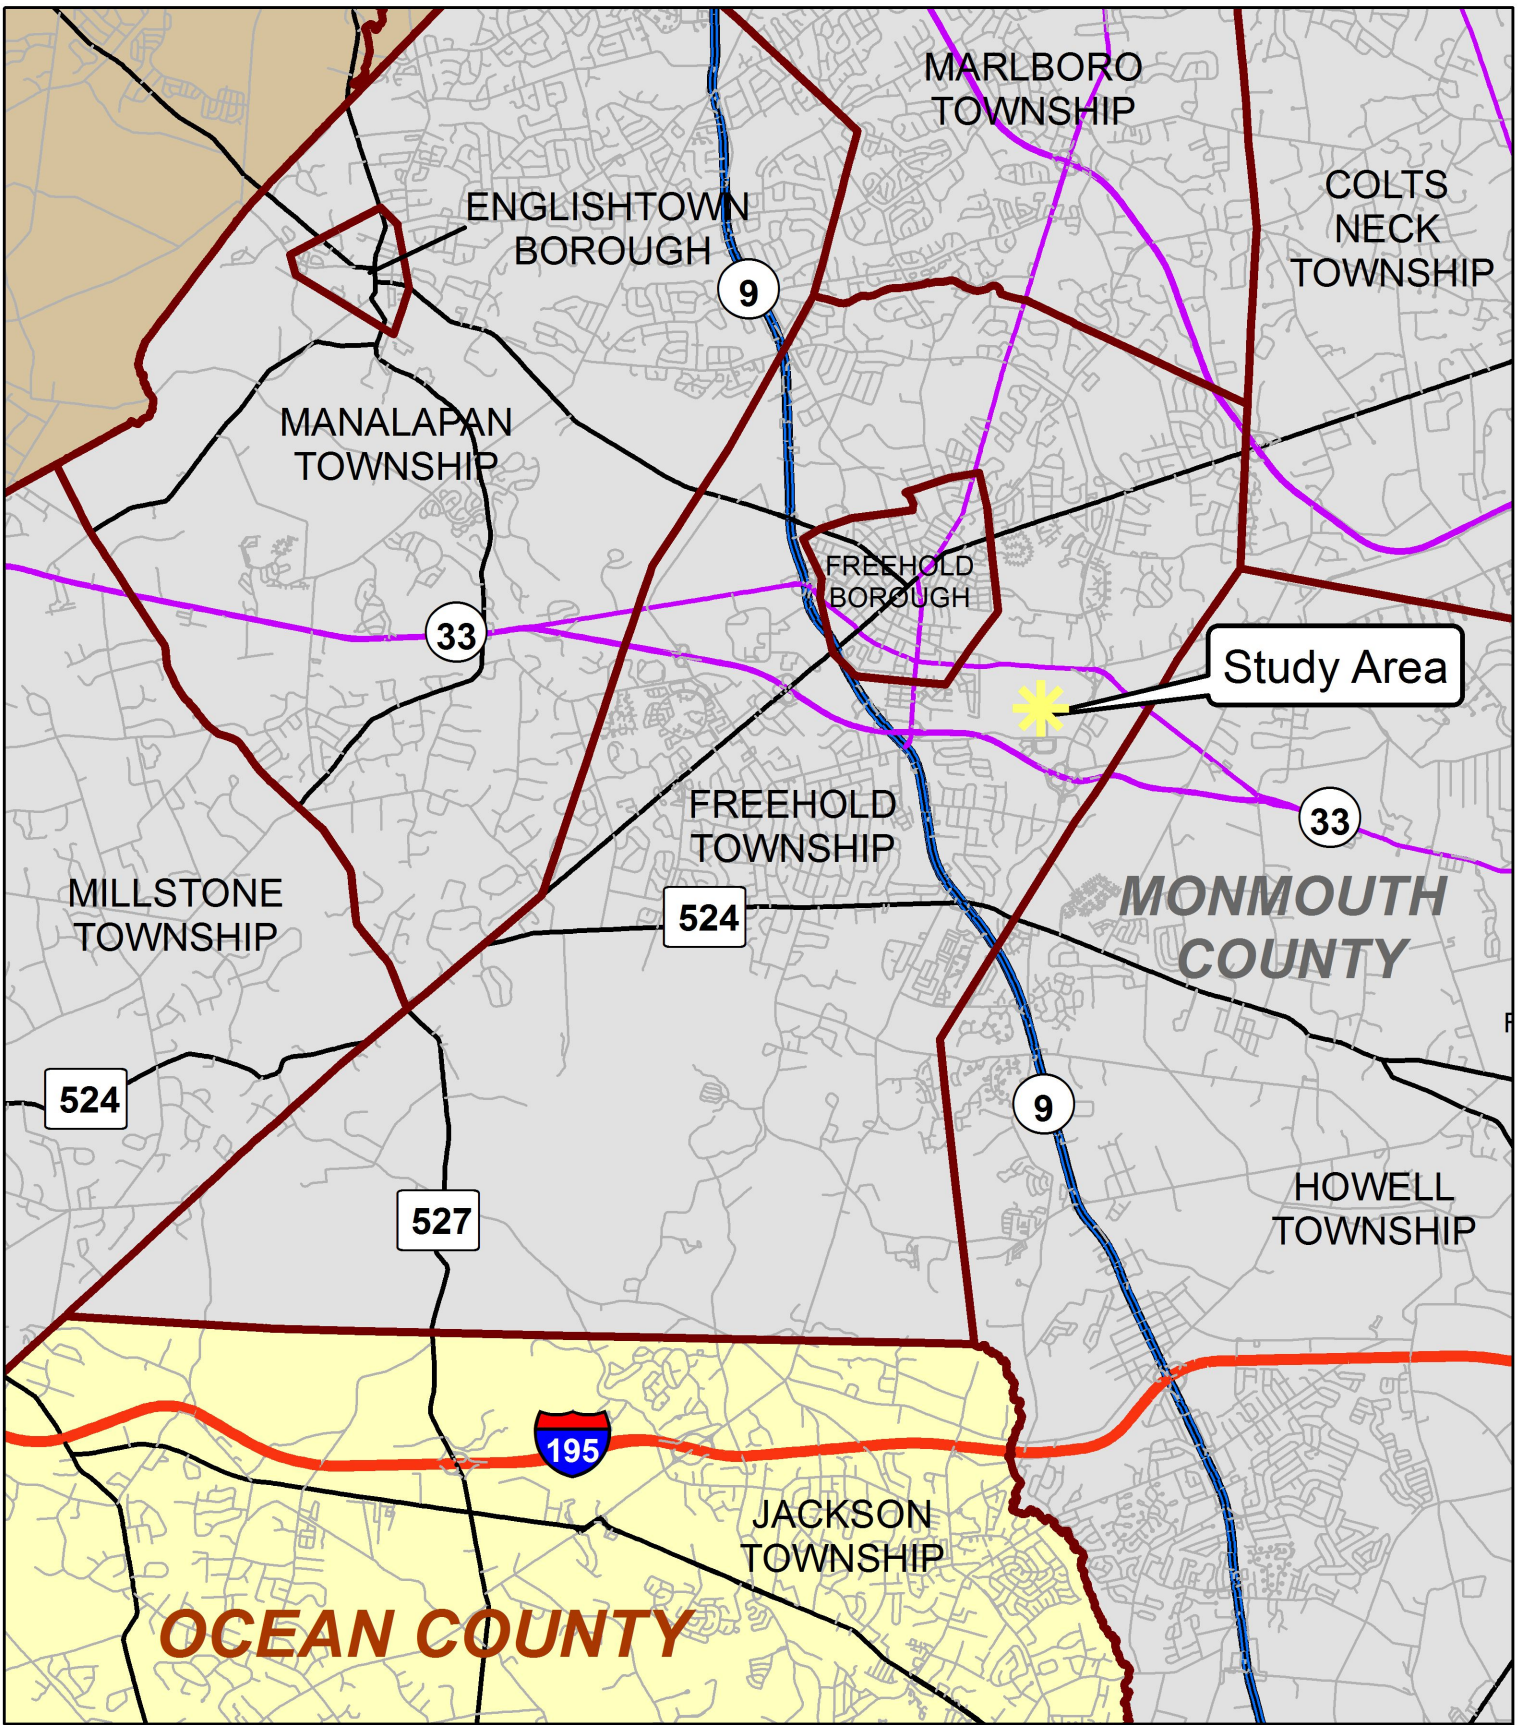 MARLBORO
TOWNSHIP
COLTS
NECK
TOWNSHIP
ENGLISHTOWN
BOROUGH
9
MANALAPAN
TOWNSHIP
FREEHOLD
BOROUGH
33
Study Area
FREEHOLD
TOWNSHIP
33
MILLSTONE
TOWNSHIP
524
MONMOUTH
COUNTY
524
9
527
HOWELL
TOWNSHIP
195
JACKSON
TOWNSHIP
OCEAN COUNTY